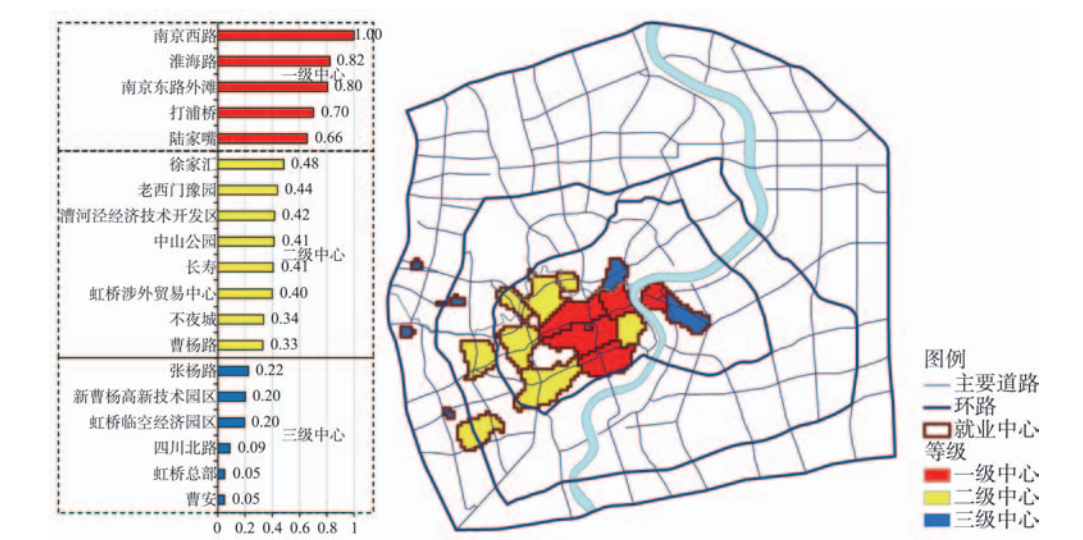 南京西路 1.00
淮海路 0.82
一级中心
南京东路外滩 0.80
打浦桥 0.70
陆家嘴 0.66
徐家汇 0.48
老西门豫园 0.44
漕河泾经济技术开发区 0.42
中山公园 0.41
二级中心
长寿 0.41
虹桥涉外贸易中心 0.40
不夜城 0.34
曹杨路 0.33
张杨路 0.22
新曹杨高新技术园区 0.20
虹桥临空经济园区 0.20
三级中心
四川北路 0.09
虹桥总部 0.05
曹安 0.05
0 0.2 0.4 0.6 0.8 1
图例
主要道路
环路
就业中心
等级
一级中心
二级中心
三级中心